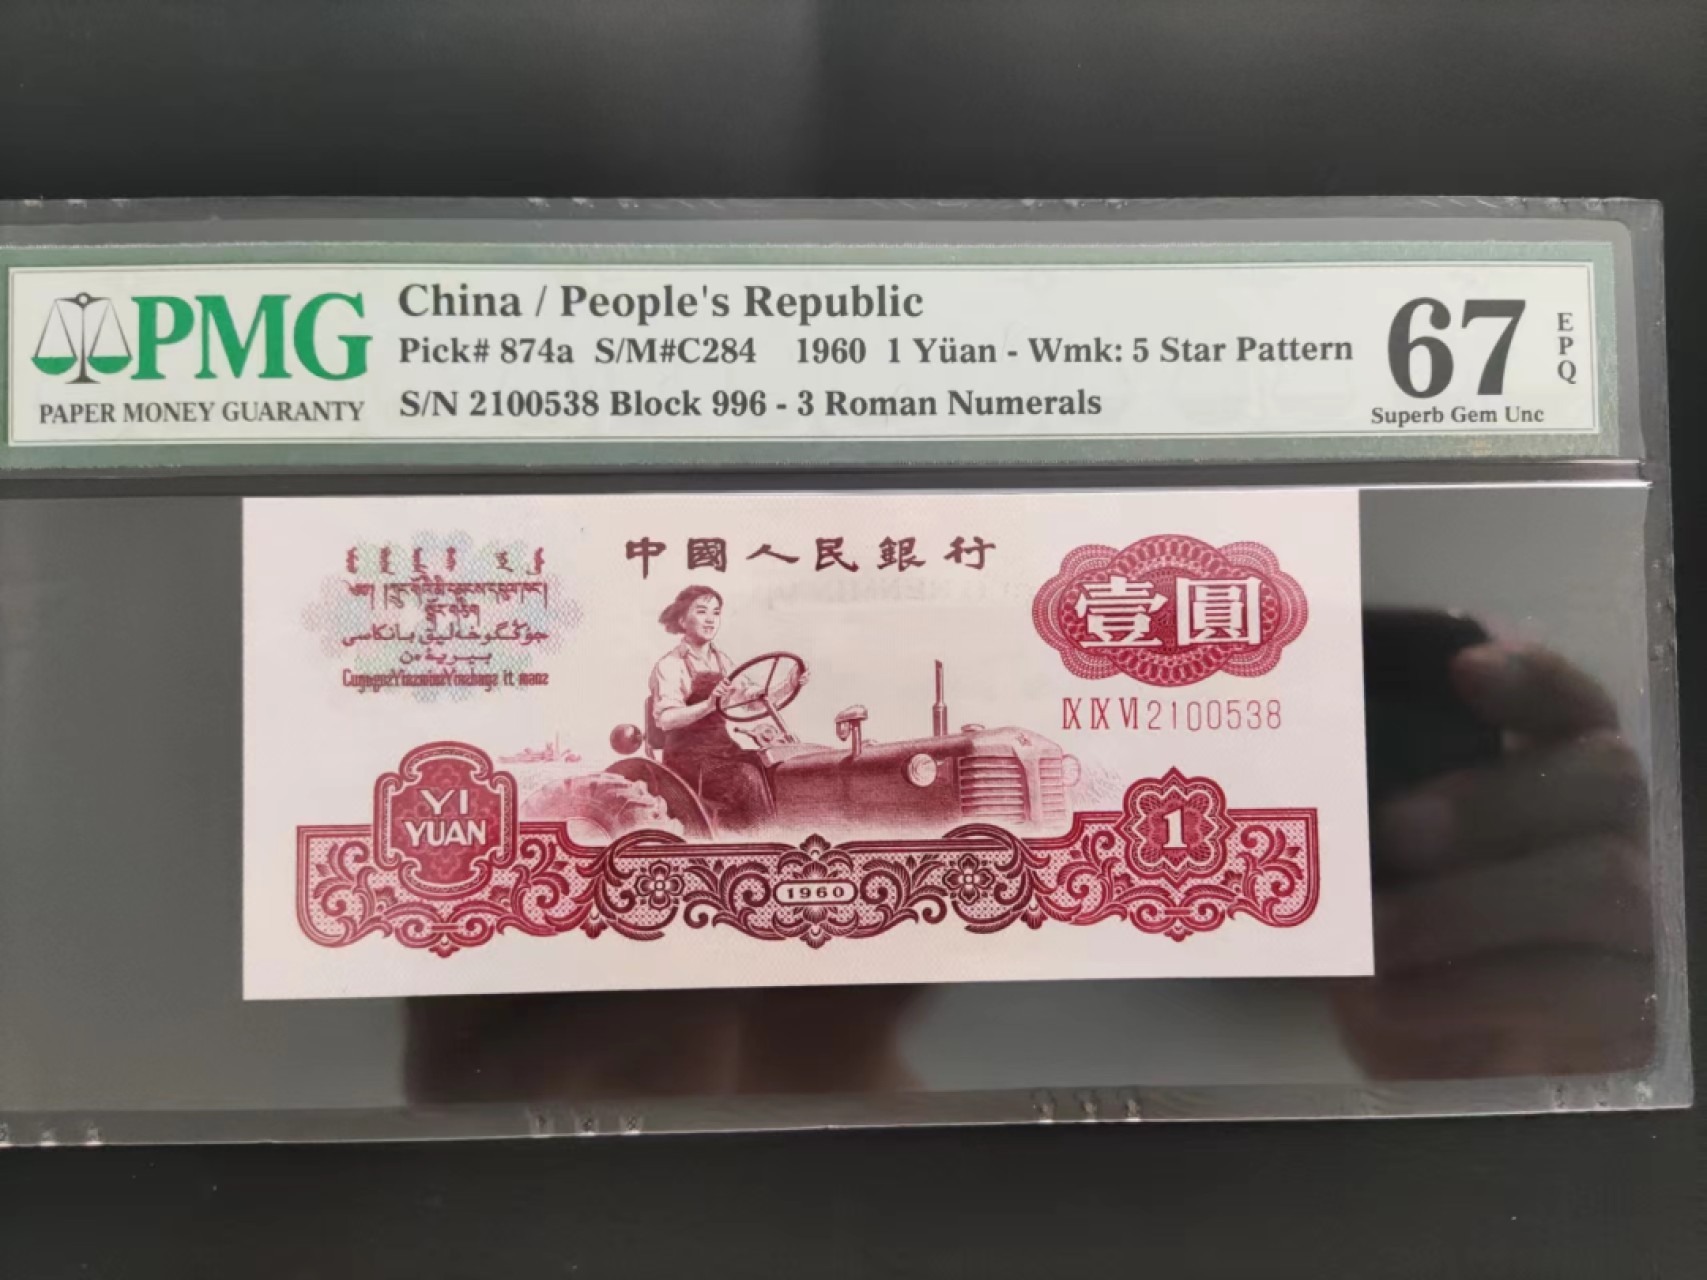 PMG
PAPER MONEY GUARANTY
China / People's Republic
Pick# 874a S/M#C284 1960 1 Yüan - Wmk: 5 Star Pattern
S/N 2100538 Block 996 - 3 Roman Numerals
67
EPQ
Superb Gem Unc
中國人民銀行
壹圓
ⅨⅨⅥ2100538
YI
YUAN
1960
1